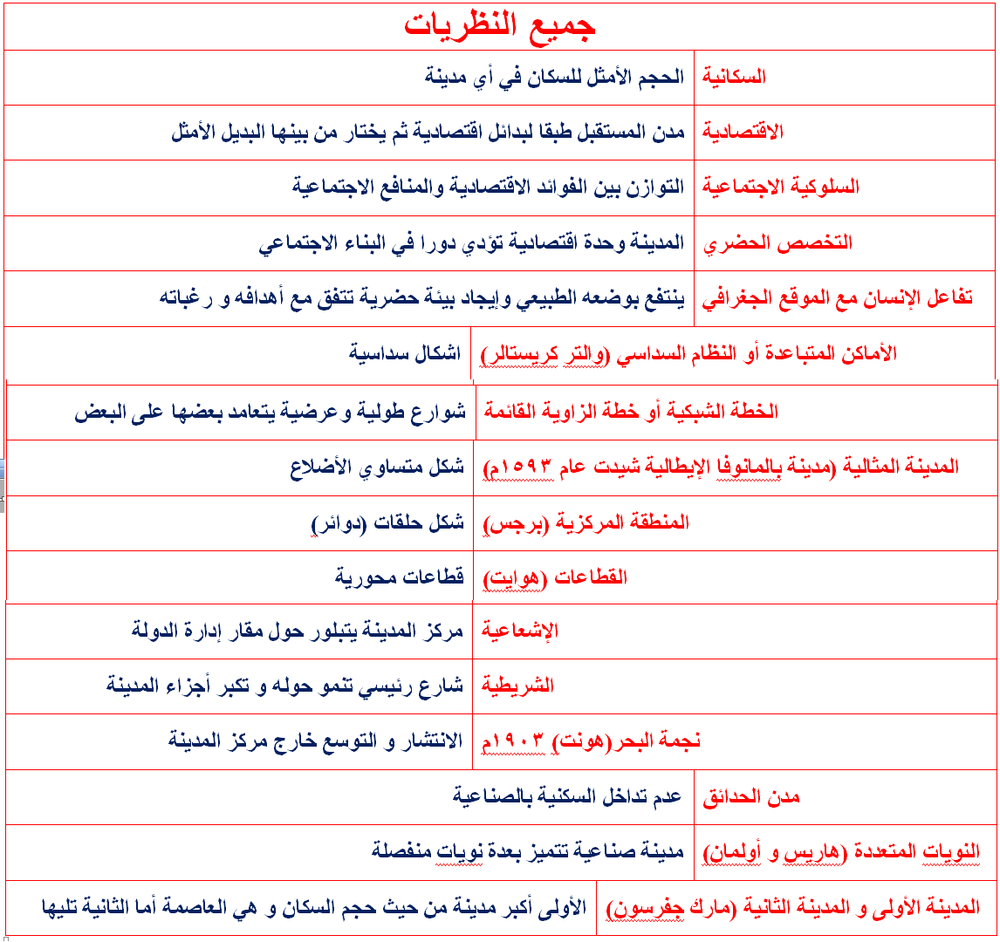 جميع النظريات
السكانية الحجم الأمثل للسكان في أي مدينة
الاقتصادية مدن المستقبل طبقا لبدائل اقتصادية ثم يختار من بينها البديل الأمثل
السلوكية الاجتماعية التوازن بين الفوائد الاقتصادية والمنافع الاجتماعية
التخصص الحضري المدينة وحدة اقتصادية تؤدي دورا في البناء الاجتماعي
تفاعل الإنسان مع الموقع الجغرافي ينتفع بوضعه الطبيعي وإيجاد بيئة حضرية تتفق مع أهدافه و رغباته
الأماكن المتباعدة أو النظام السداسي (والتر كريستالر) اشكال سداسية
الخطة الشبكية أو خطة الزاوية القائمة شوارع طولية وعرضية يتعامد بعضها على البعض
المدينة المثالية (مدينة بالمانوفا الإيطالية شيدت عام ١٥٩٣م) شكل متساوي الأضلاع
المنطقة المركزية (برجس) شكل حلقات (دوائر)
القطاعات (هوايت) قطاعات محورية
الإشعاعية مركز المدينة يتبلور حول مقار إدارة الدولة
الشريطية شارع رئيسي تنمو حوله و تكبر أجزاء المدينة
نجمة البحر(هونت) ١٩٠٣م الانتشار و التوسع خارج مركز المدينة
مدن الحدائق عدم تداخل السكنية بالصناعية
النويات المتعددة (هاريس و أولمان) مدينة صناعية تتميز بعدة نويات منفصلة
المدينة الأولى و المدينة الثانية (مارك جفرسون) الأولى أكبر مدينة من حيث حجم السكان و هي العاصمة أما الثانية تليها